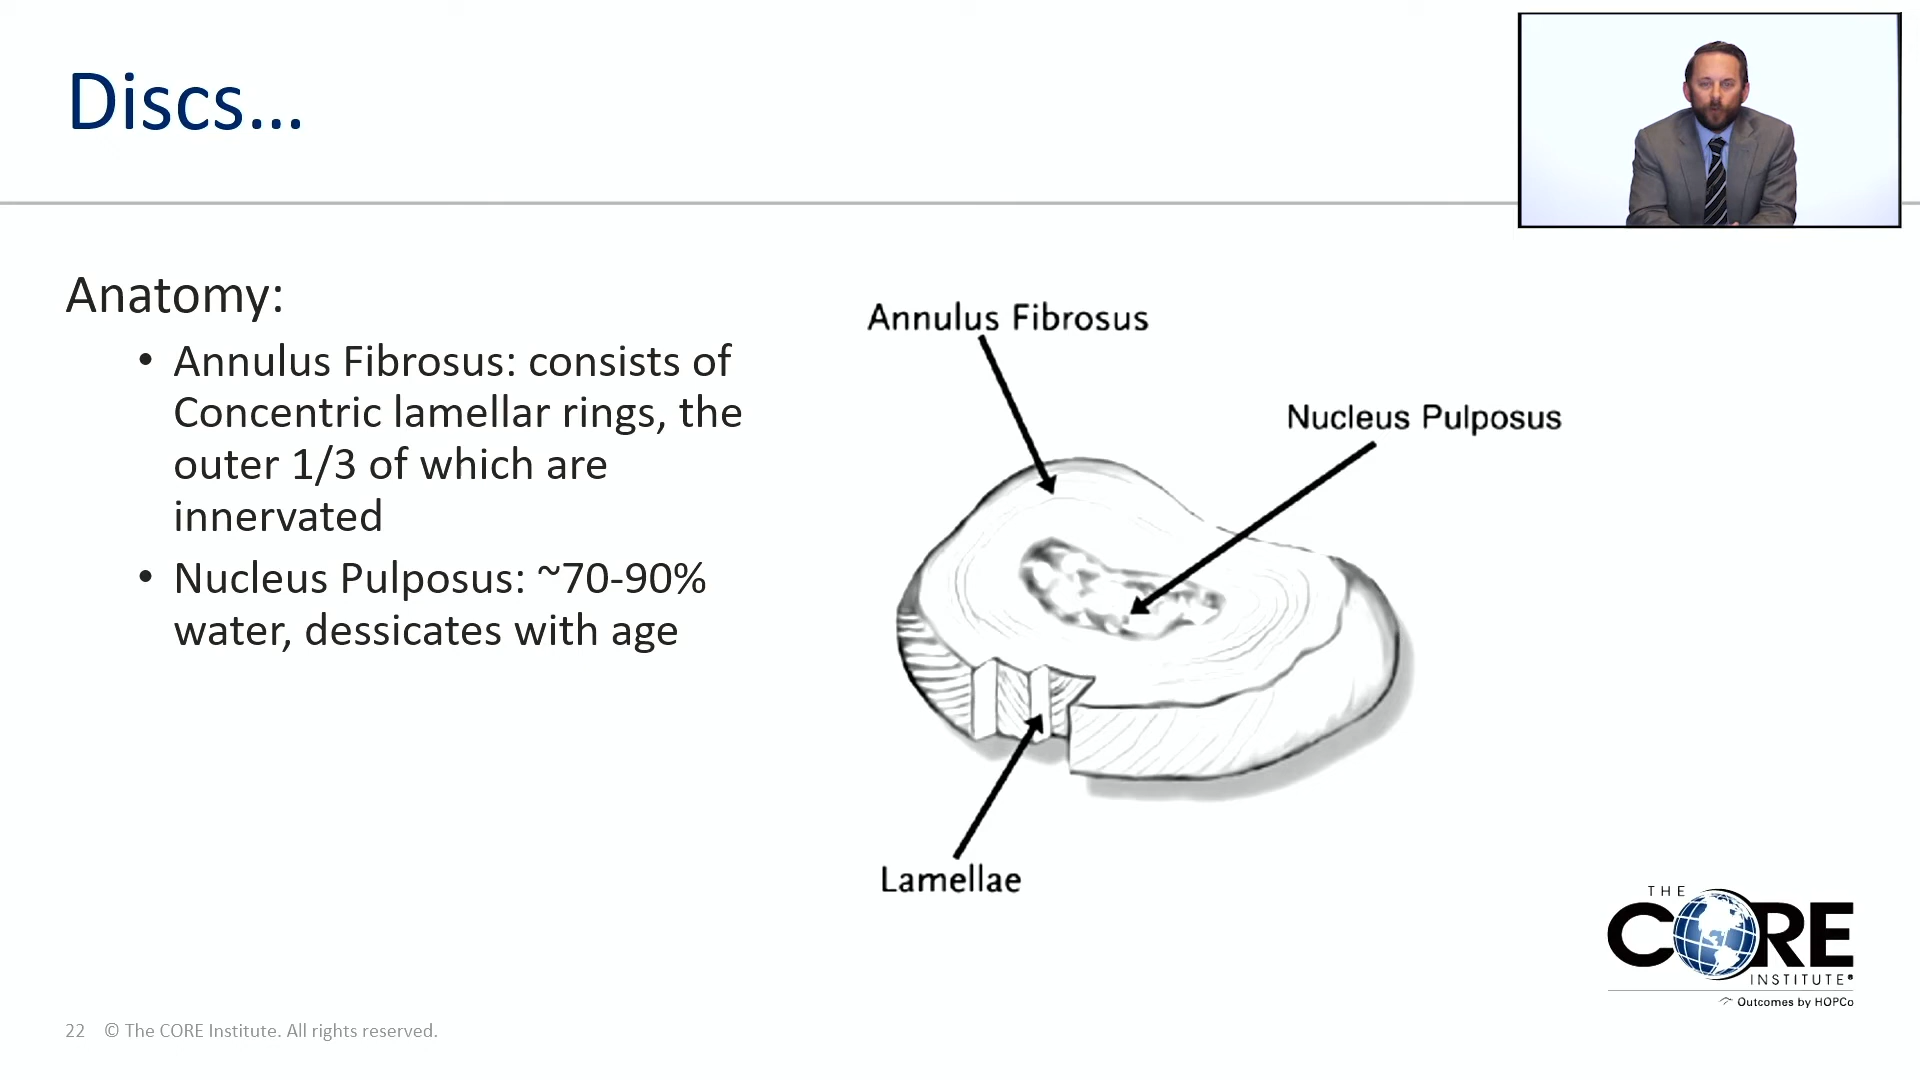 Discs...
Anatomy:
• Annulus Fibrosus: consists of
Concentric lamellar rings, the
outer 1/3 of which are
innervated
• Nucleus Pulposus: ~70-90%
water, dessicates with age
Annulus Fibrosus
Nucleus Pulposus
Lamellae
THE
CORE
INSTITUTE®
Outcomes by HOPCo
22 © The CORE Institute. All rights reserved.